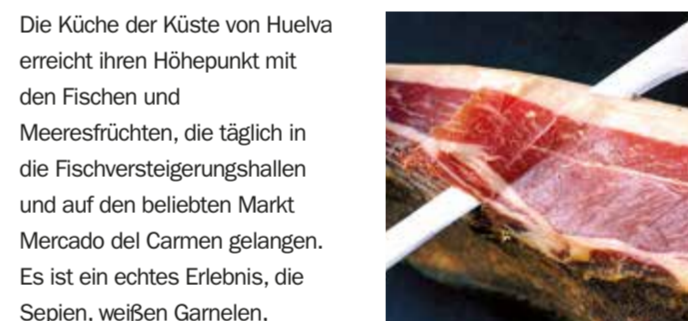 Die Küche der Küste von Huelva
erreicht ihren Höhepunkt mit
den Fischen und
Meeresfrüchten, die täglich in
die Fischversteigerungshallen
und auf den beliebten Markt
Mercado del Carmen gelangen.
Es ist ein echtes Erlebnis, die
Sepien, weißen Garnelen,